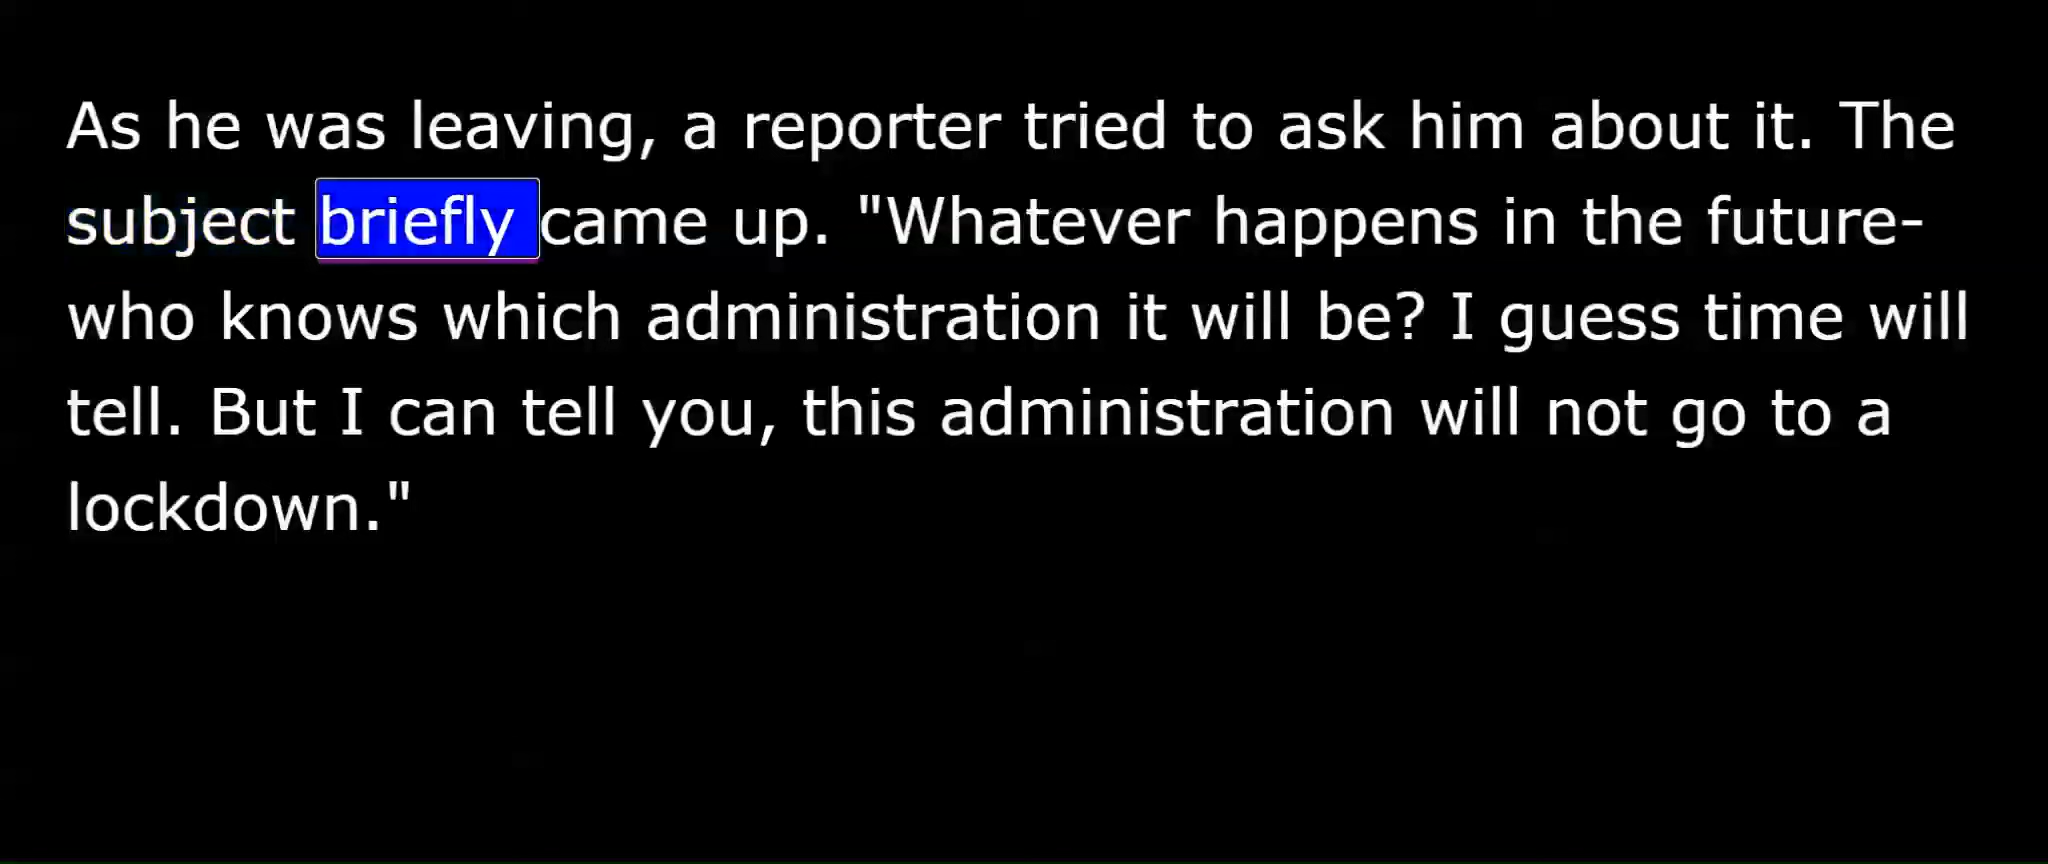 As he was leaving, a reporter tried to ask him about it. The
subject briefly came up. "Whatever happens in the future-
who knows which administration it will be? I guess time will
tell. But I can tell you, this administration will not go to a
lockdown."